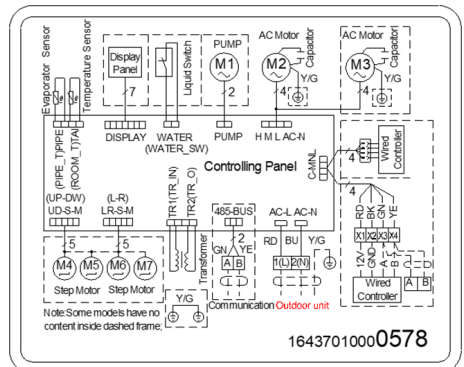 Evaporator Sensor
Temperature Sensor
Display
Panel
7
Liquid Switch
PUMP
M1
2
AC Motor
Capacitor
M2
Y/G
4
AC Motor
Capacitor
M3
Y/G
4
(PIPE_T)PIPE
(ROOM_T)TAI
DISPLAY
WATER
(WATER_SW)
PUMP
H M L AC-N
Controlling Panel
C-MNL
4
Wired
Controller
4
(UP-DW)
UD-S-M
(L-R)
LR-S-M
TR1(TR_IN)
TR2(TR_O)
485-BUS
AC-L AC-N
RD BK GN YE
X1 X2 X3 X4
12V GND A B
A B
Wired
Controller
5
5
M4 M5 M6 M7
Step Motor Step Motor
Transformer
2
GN YE
A B
RD BU Y/G
1(L) 2(N)
Y/G
Communication Outdoor unit
Note:Some models have no
content inside dashed frame;
16437010000578